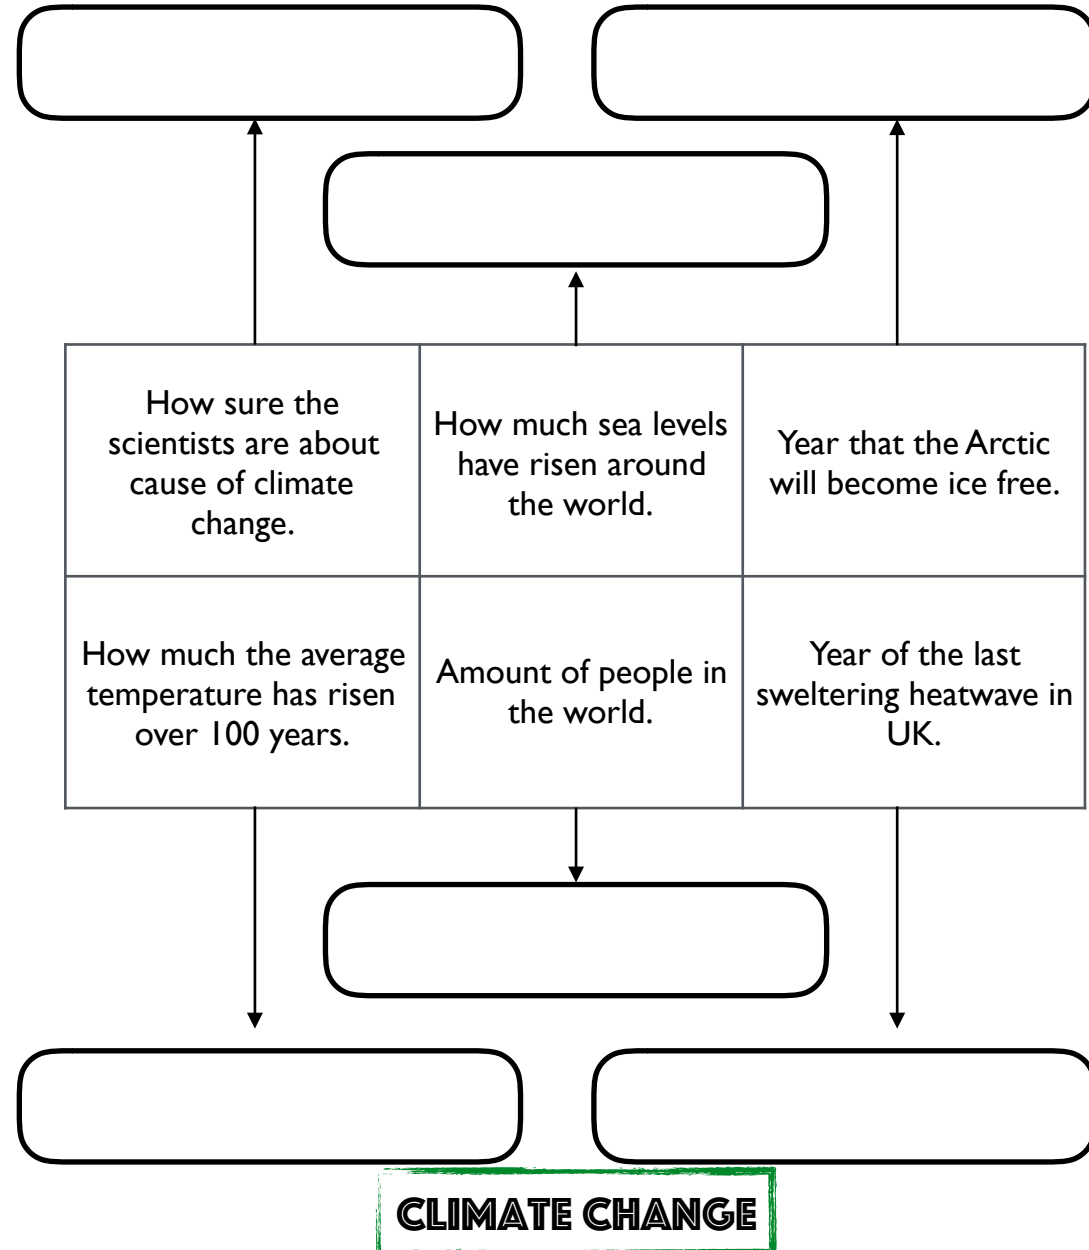 How sure the
scientists are about
cause of climate
change.
How much sea levels
have risen around
the world.
Year that the Arctic
will become ice free.
How much the average
temperature has risen
over 100 years.
Amount of people in
the world.
Year of the last
sweltering heatwave in
UK.
CLIMATE CHANGE